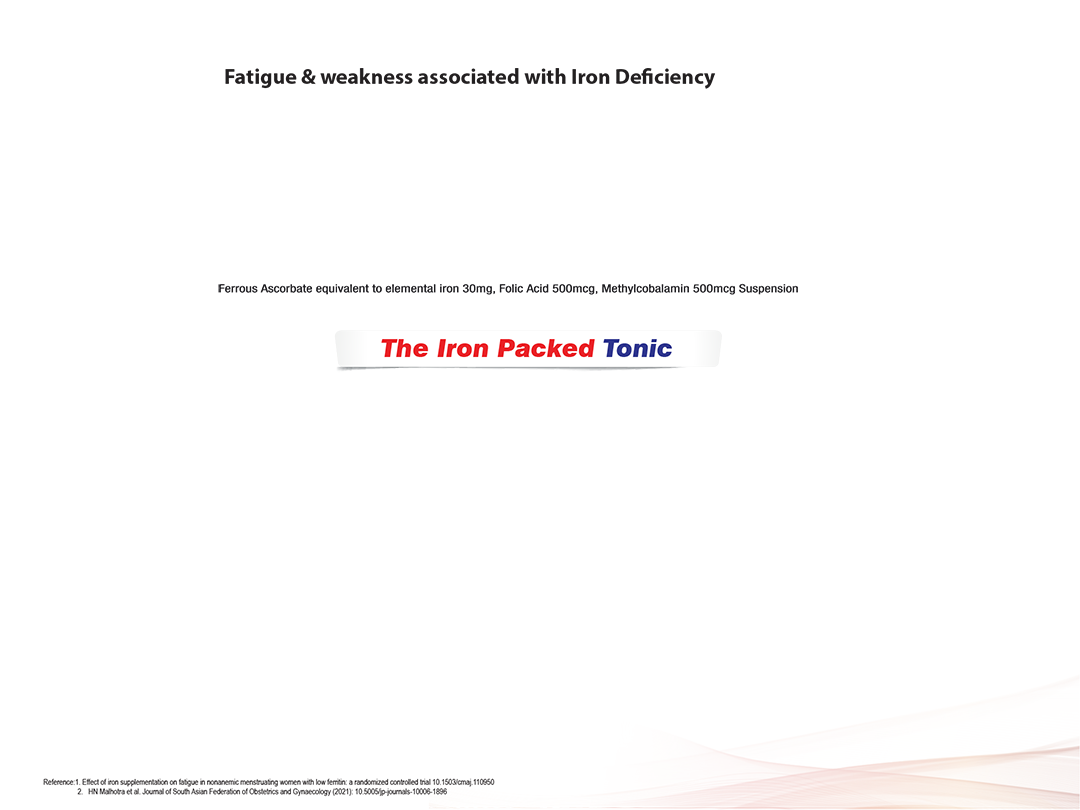 Fatigue & weakness associated with Iron Deficiency
Ferrous Ascorbate equivalent to elemental iron 30mg, Folic Acid 500mcg, Methylcobalamin 500mcg Suspension
The Iron Packed Tonic
Reference:1. Effect of iron supplementation on fatigue in nonanemic menstruating women with low ferritin: a randomized controlled trial 10.1503/cmaj.110950
2. HN Malhotra et al. Journal of South Asian Federation of Obstetrics and Gynaecology (2021): 10.5005/jp-journals-10006-1896